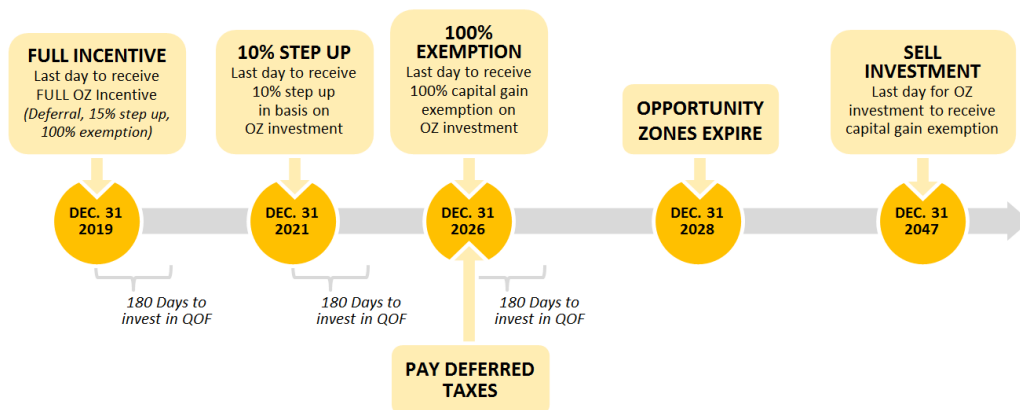 FULL INCENTIVE
Last day to receive
FULL OZ Incentive
(Deferral, 15% step up,
100% exemption)
10% STEP UP
Last day to receive
10% step up
in basis on
OZ investment
100%
EXEMPTION
Last day to receive
100% capital gain
exemption on
OZ investment
OPPORTUNITY
ZONES EXPIRE
SELL
INVESTMENT
Last day for OZ
investment to receive
capital gain exemption
DEC. 31
2019
DEC. 31
2021
DEC. 31
2026
DEC. 31
2028
DEC. 31
2047
180 Days to
invest in QOF
180 Days to
invest in QOF
180 Days to
invest in QOF
PAY DEFERRED
TAXES